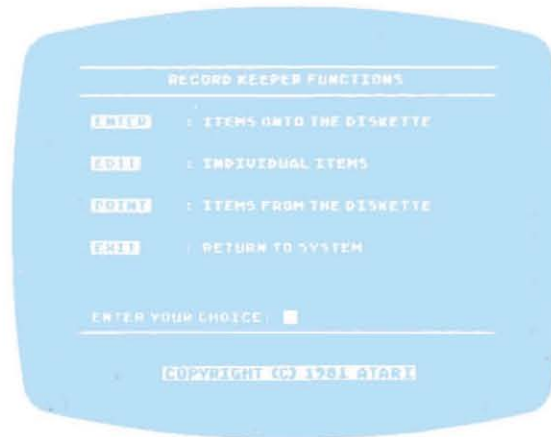 RECORD KEEPER FUNCTIONS
ENTER : ITEMS ONTO THE DISKETTE
EDIT : INDIVIDUAL ITEMS
PRINT : ITEMS FROM THE DISKETTE
EXIT : RETURN TO SYSTEM
ENTER YOUR CHOICE:
COPYRIGHT (C) 1981 ATARI